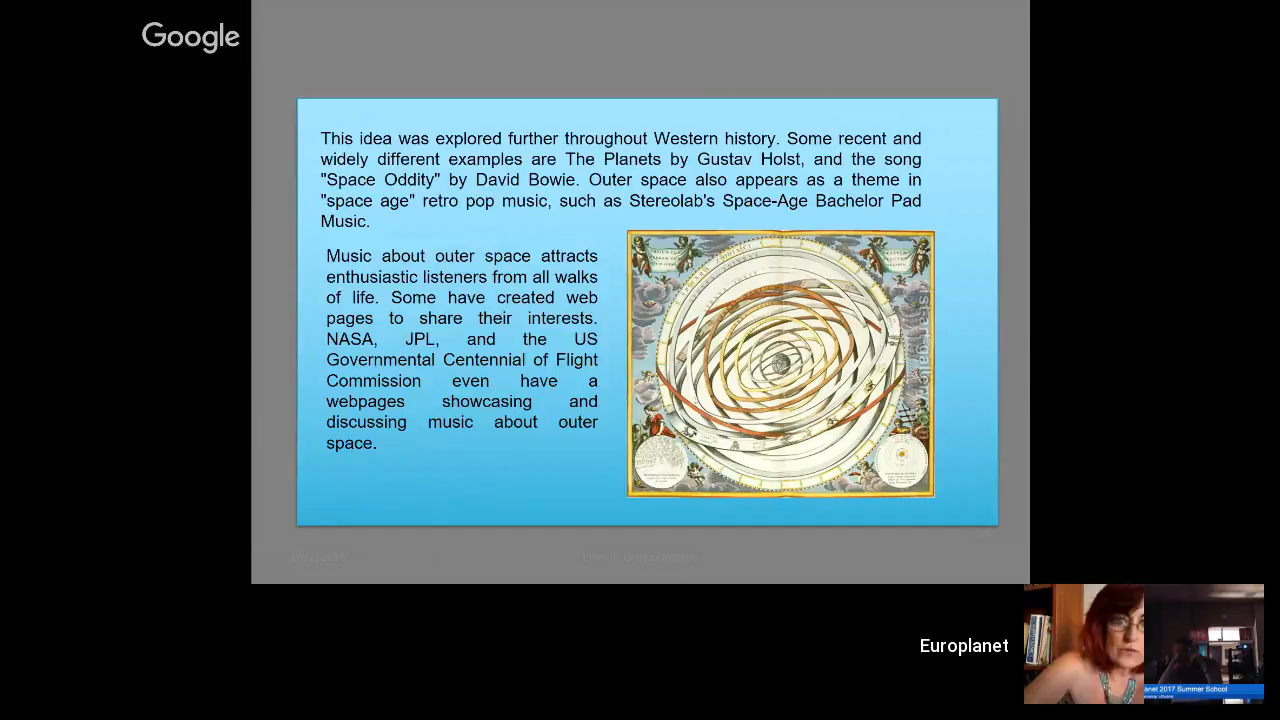 Google
This idea was explored further throughout Western history. Some recent and
widely different examples are The Planets by Gustav Holst, and the song
"Space Oddity" by David Bowie. Outer space also appears as a theme in
"space age" retro pop music, such as Stereolab's Space-Age Bachelor Pad
Music.
Music about outer space attracts
enthusiastic listeners from all walks
of life. Some have created web
pages to share their interests.
NASA, JPL, and the US
Governmental Centennial of Flight
Commission even have a
webpages showcasing and
discussing music about outer
space.
Europlanet
anet 2017 Summer School